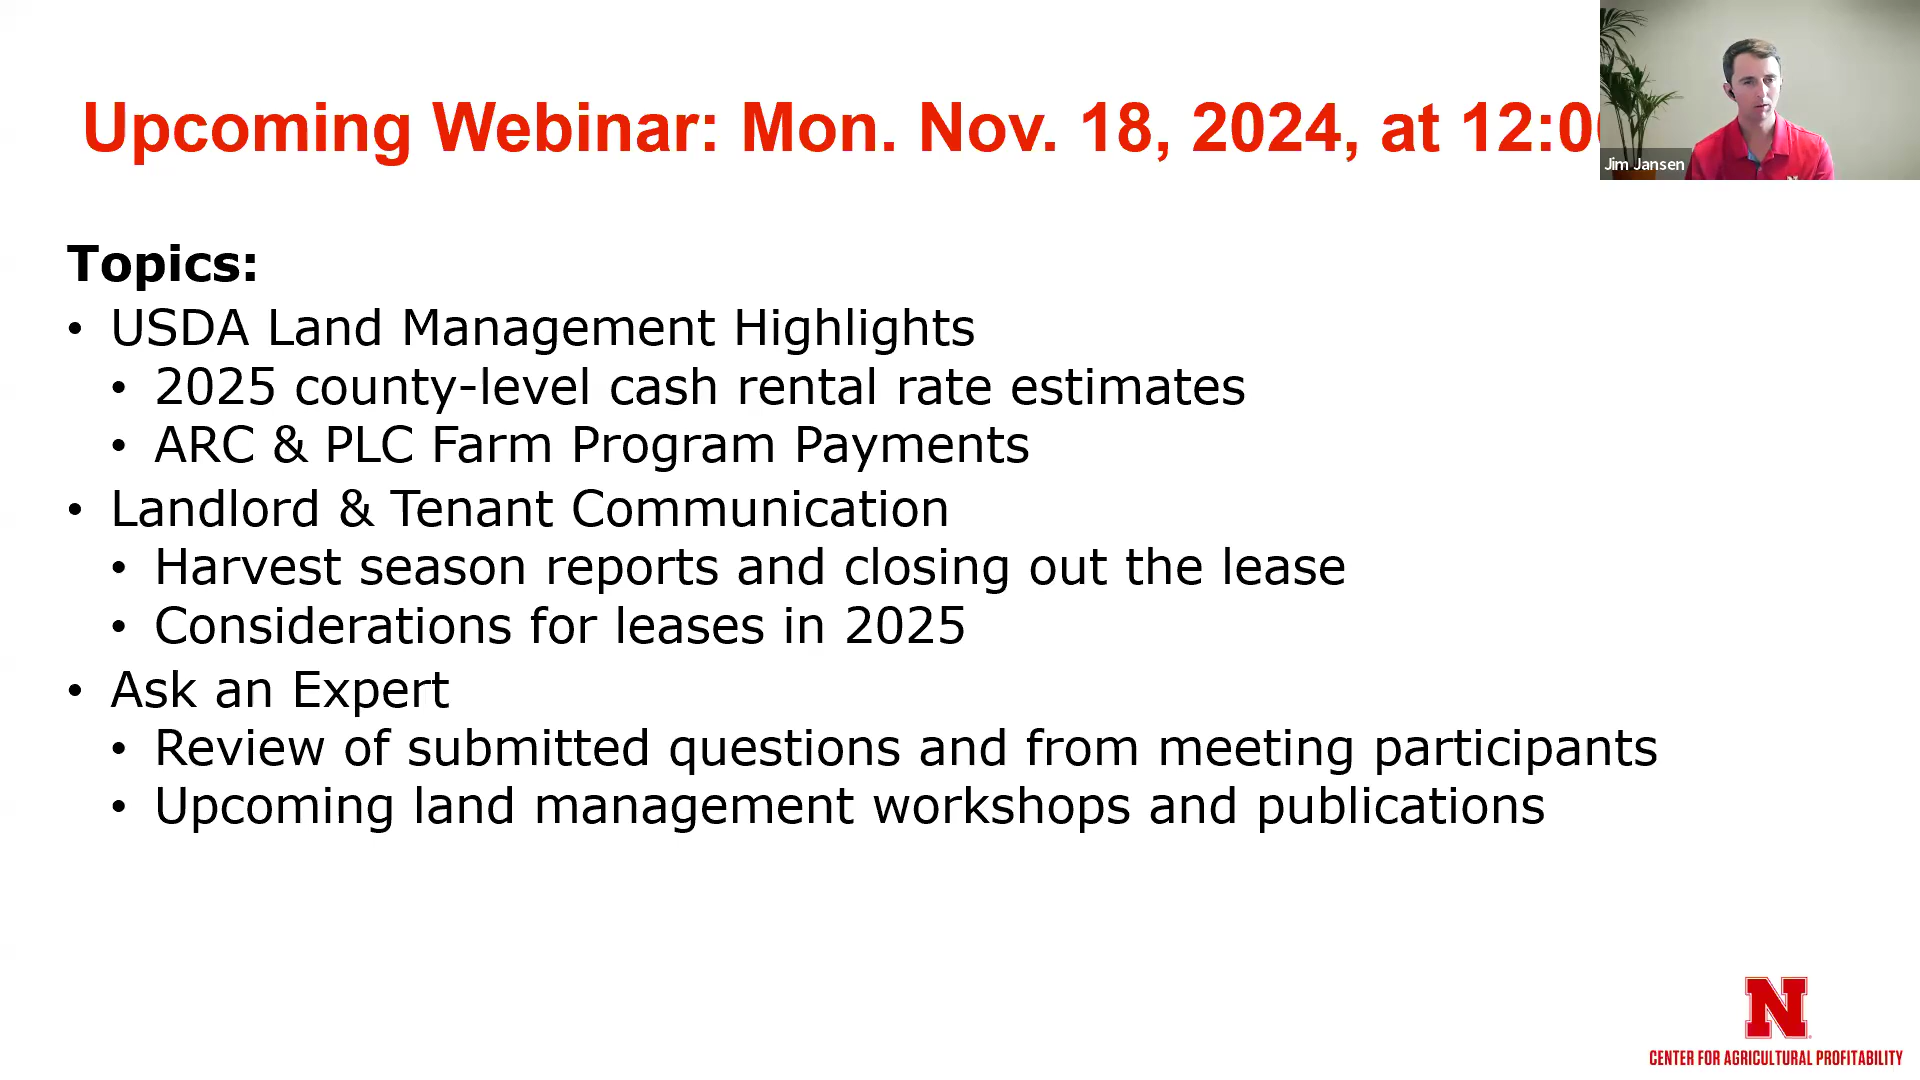 Upcoming Webinar: Mon. Nov. 18, 2024, at 12:0
Jim Jansen
Topics:
• USDA Land Management Highlights
• 2025 county-level cash rental rate estimates
• ARC & PLC Farm Program Payments
• Landlord & Tenant Communication
• Harvest season reports and closing out the lease
• Considerations for leases in 2025
• Ask an Expert
• Review of submitted questions and from meeting participants
• Upcoming land management workshops and publications
N
CENTER FOR AGRICULTURAL PROFITABILITY